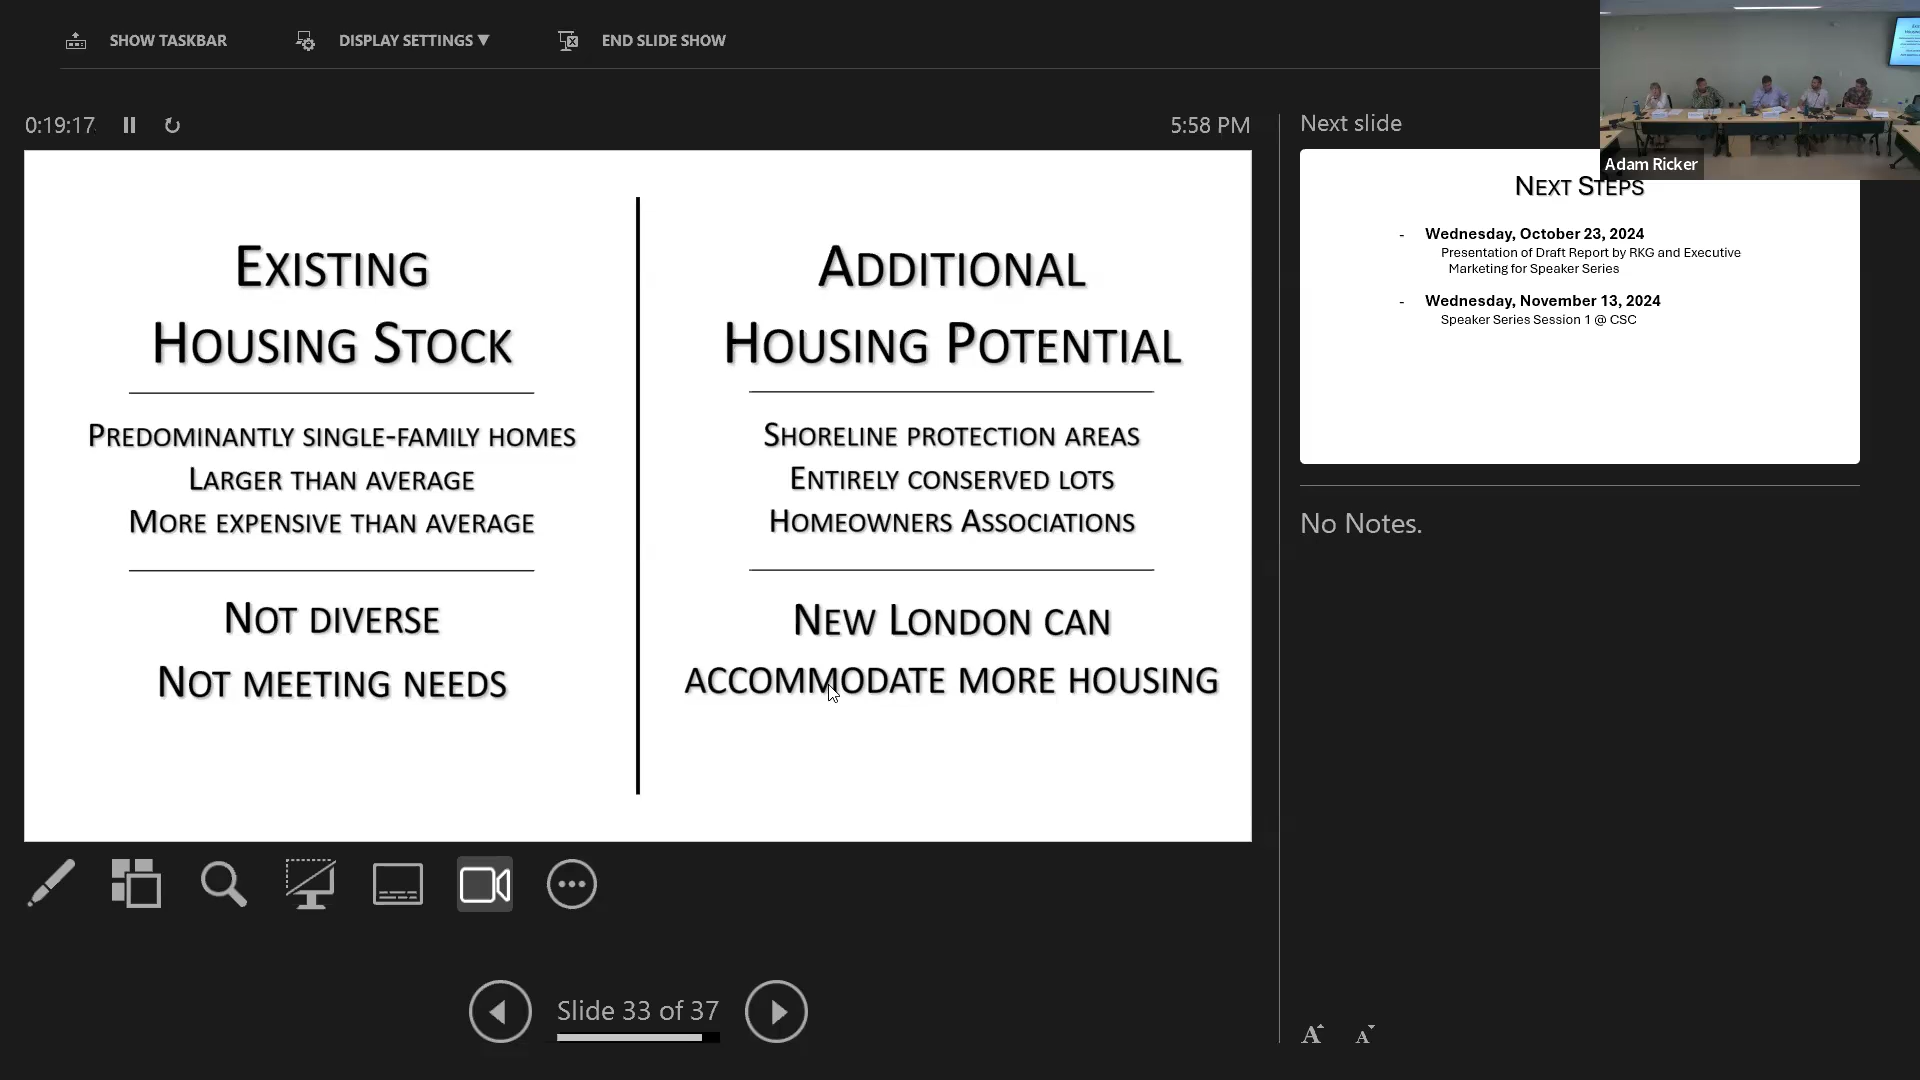 SHOW TASKBAR
DISPLAY SETTINGS ▼
END SLIDE SHOW
0:19:17
5:58 PM
Existing
Housing Stock
Predominantly single-family homes
Larger than average
More expensive than average
Not diverse
Not meeting needs
Additional
Housing Potential
Shoreline protection areas
Entirely conserved lots
Homeowners Associations
New London can
accommodate more housing
Slide 33 of 37
Next slide
Adam Ricker
Next Steps
- Wednesday, October 23, 2024
Presentation of Draft Report by RKG and Executive
Marketing for Speaker Series
- Wednesday, November 13, 2024
Speaker Series Session 1 @ CSC
No Notes.
A A